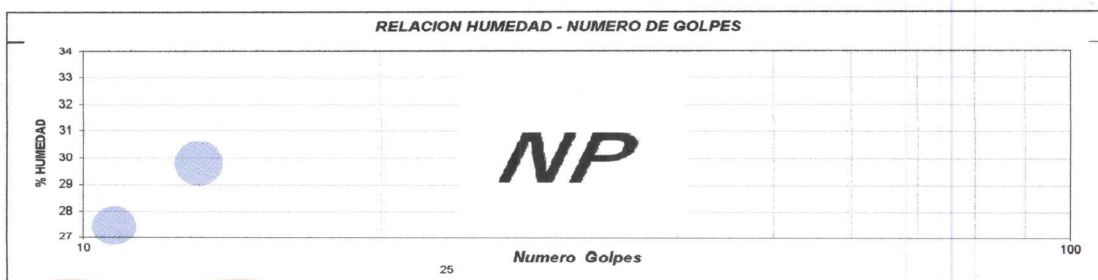 RELACION HUMEDAD - NUMERO DE GOLPES
% HUMEDAD
34
33
32
31
30
29
28
27
NP
10
100
Numero Golpes
25